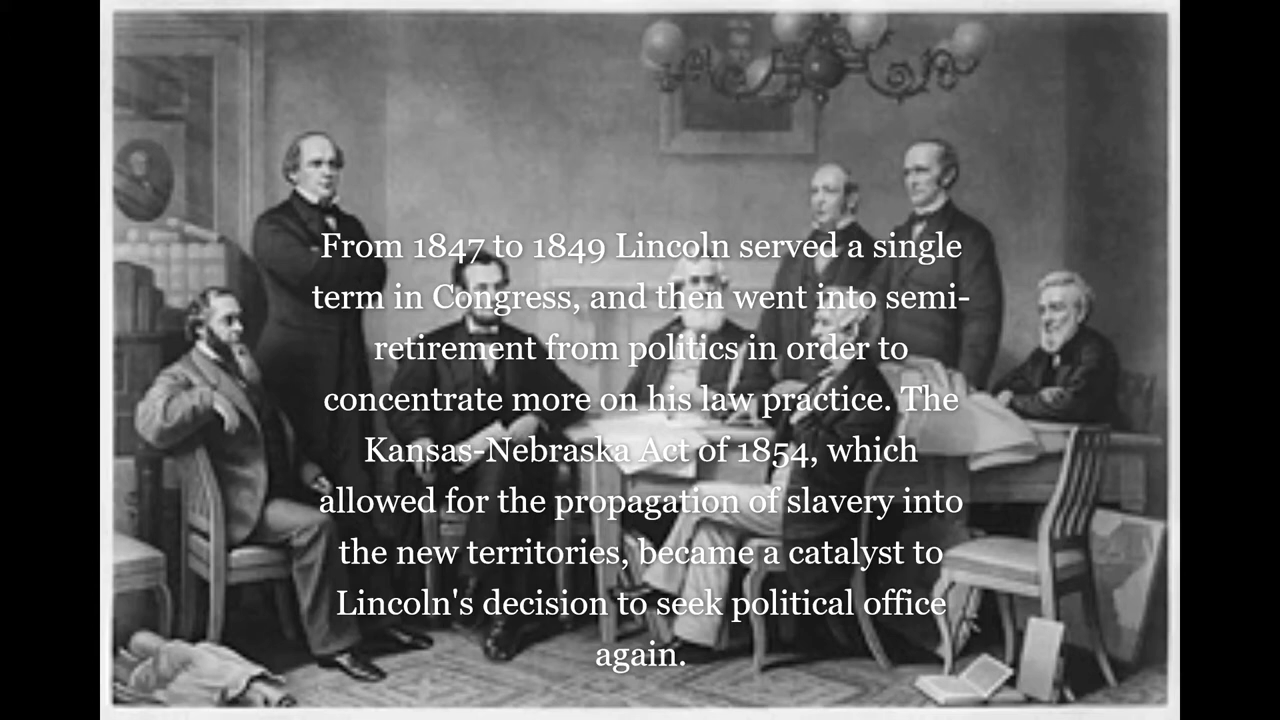 From 1847 to 1849 Lincoln served a single
term in Congress, and then went into semi-
retirement from politics in order to
concentrate more on his law practice. The
Kansas-Nebraska Act of 1854, which
allowed for the propagation of slavery into
the new territories, became a catalyst to
Lincoln's decision to seek political office
again.